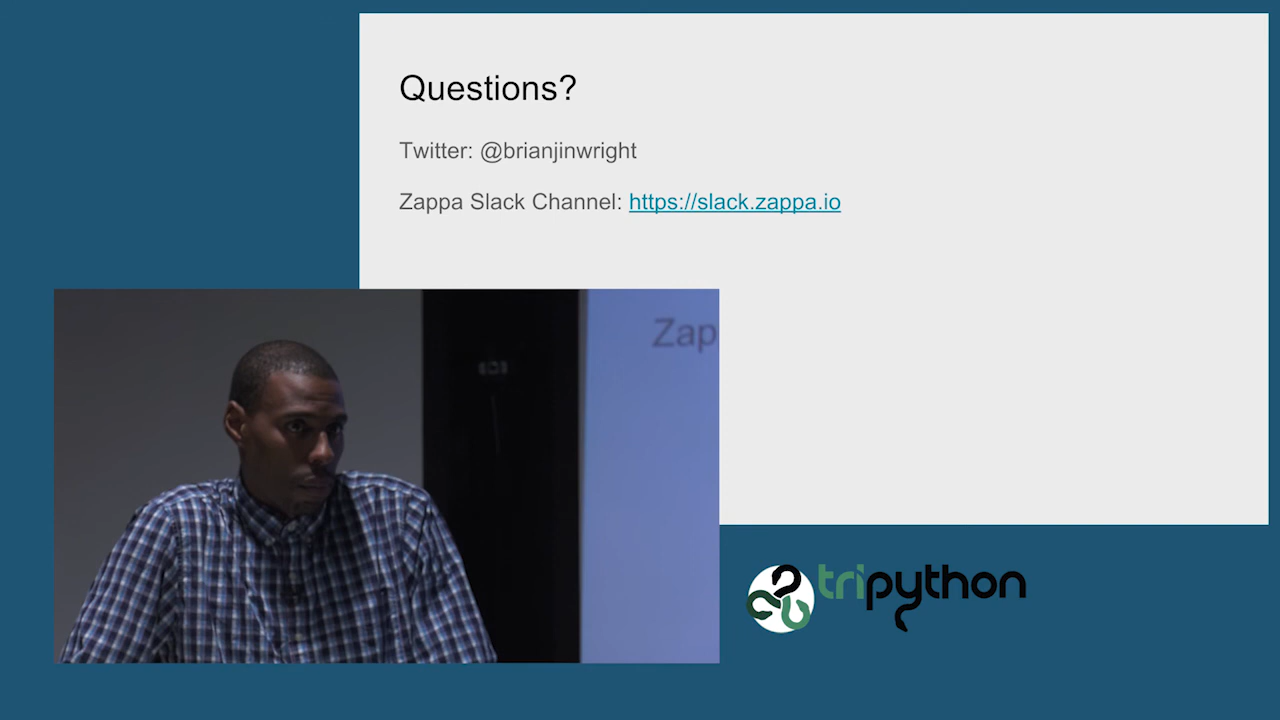 Questions?
Twitter: @brianjinwright
Zappa Slack Channel: https://slack.zappa.io
Zap
tripython